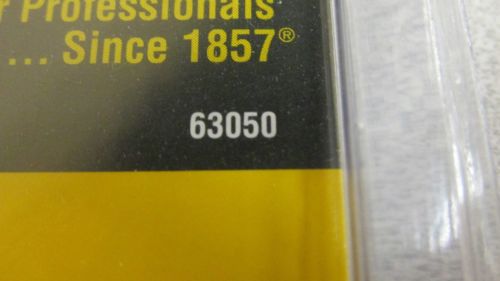 r Professionals
... Since 1857®
63050